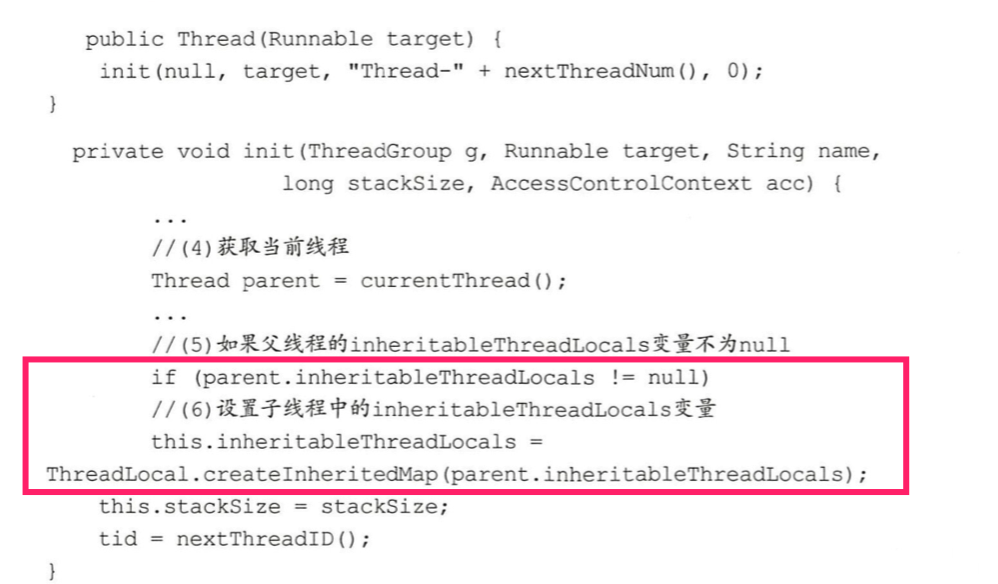 public Thread(Runnable target) {
init(null, target, "Thread-" + nextThreadNum(), 0);
}
private void init(ThreadGroup g, Runnable target, String name,
long stackSize, AccessControlContext acc) {
...
//(4)获取当前线程
Thread parent = currentThread();
...
//(5)如果父线程的inheritableThreadLocals变量不为null
if (parent.inheritableThreadLocals != null)
//(6)设置子线程中的inheritableThreadLocals变量
this.inheritableThreadLocals =
ThreadLocal.createInheritedMap(parent.inheritableThreadLocals);
this.stackSize = stackSize;
tid = nextThreadID();
}